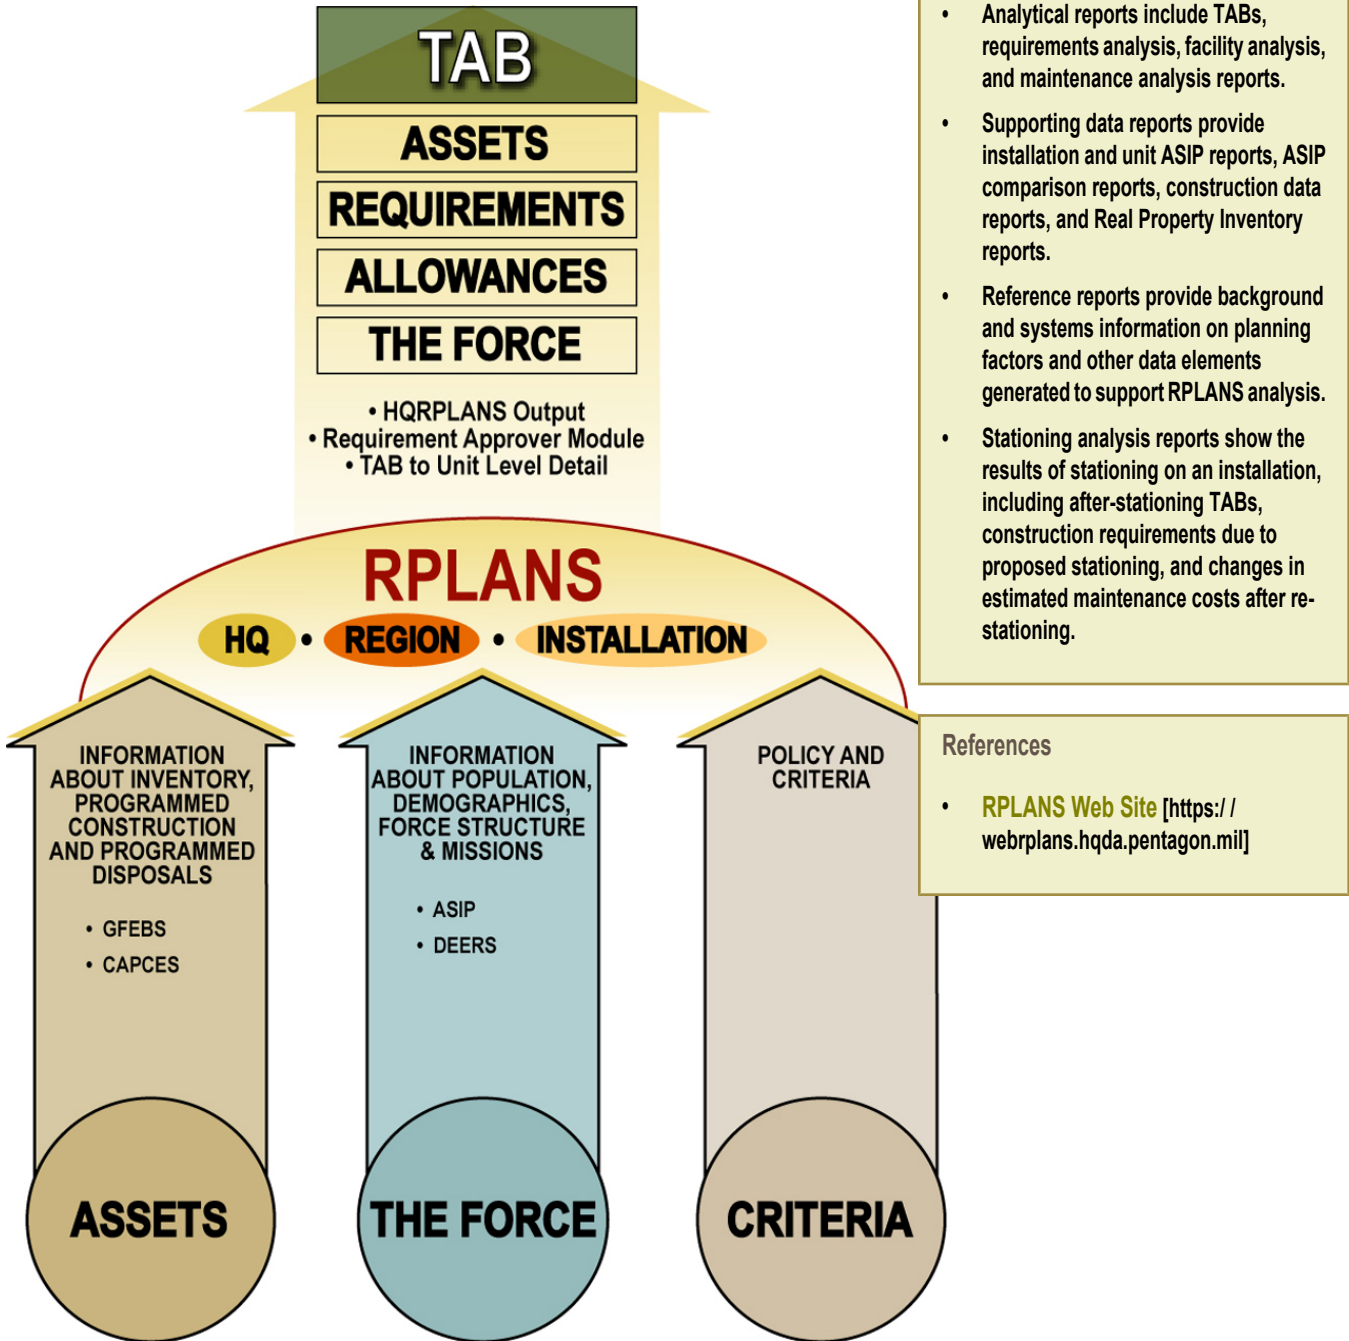 TAB
ASSETS
REQUIREMENTS
ALLOWANCES
THE FORCE
• HQRPLANS Output
• Requirement Approver Module
• TAB to Unit Level Detail
RPLANS
HQ • REGION • INSTALLATION
INFORMATION
ABOUT INVENTORY,
PROGRAMMED
CONSTRUCTION
AND PROGRAMMED
DISPOSALS
• GFEBS
• CAPCES
ASSETS
INFORMATION
ABOUT POPULATION,
DEMOGRAPHICS,
FORCE STRUCTURE
& MISSIONS
• ASIP
• DEERS
THE FORCE
POLICY AND
CRITERIA
CRITERIA
• Analytical reports include TABs,
requirements analysis, facility analysis,
and maintenance analysis reports.
• Supporting data reports provide
installation and unit ASIP reports, ASIP
comparison reports, construction data
reports, and Real Property Inventory
reports.
• Reference reports provide background
and systems information on planning
factors and other data elements
generated to support RPLANS analysis.
• Stationing analysis reports show the
results of stationing on an installation,
including after-stationing TABs,
construction requirements due to
proposed stationing, and changes in
estimated maintenance costs after re-
stationing.
References
• RPLANS Web Site [https:/ /
webrplans.hqda.pentagon.mil]